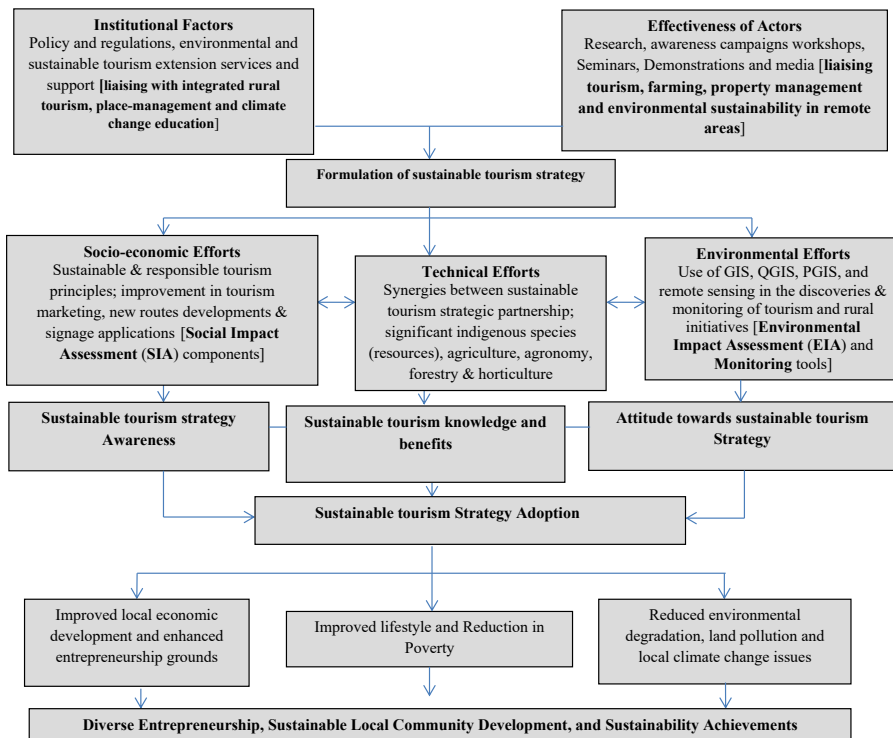 Institutional Factors
Policy and regulations, environmental and
sustainable tourism extension services and
support [liaising with integrated rural
tourism, place-management and climate
change education]
Effectiveness of Actors
Research, awareness campaigns workshops,
Seminars, Demonstrations and media [liaising
tourism, farming, property management
and environmental sustainability in remote
areas]
Formulation of sustainable tourism strategy
Socio-economic Efforts
Sustainable & responsible tourism
principles; improvement in tourism
marketing, new routes developments &
signage applications [Social Impact
Assessment (SIA) components]
Technical Efforts
Synergies between sustainable
tourism strategic partnership;
significant indigenous species
(resources), agriculture, agronomy,
forestry & horticulture
Environmental Efforts
Use of GIS, QGIS, PGIS, and
remote sensing in the discoveries &
monitoring of tourism and rural
initiatives [Environmental
Impact Assessment (EIA) and
Monitoring tools]
Sustainable tourism strategy
Awareness
Sustainable tourism knowledge and
benefits
Attitude towards sustainable tourism
Strategy
Sustainable tourism Strategy Adoption
Improved local economic
development and enhanced
entrepreneurship grounds
Improved lifestyle and Reduction in
Poverty
Reduced environmental
degradation, land pollution and
local climate change issues
Diverse Entrepreneurship, Sustainable Local Community Development, and Sustainability Achievements